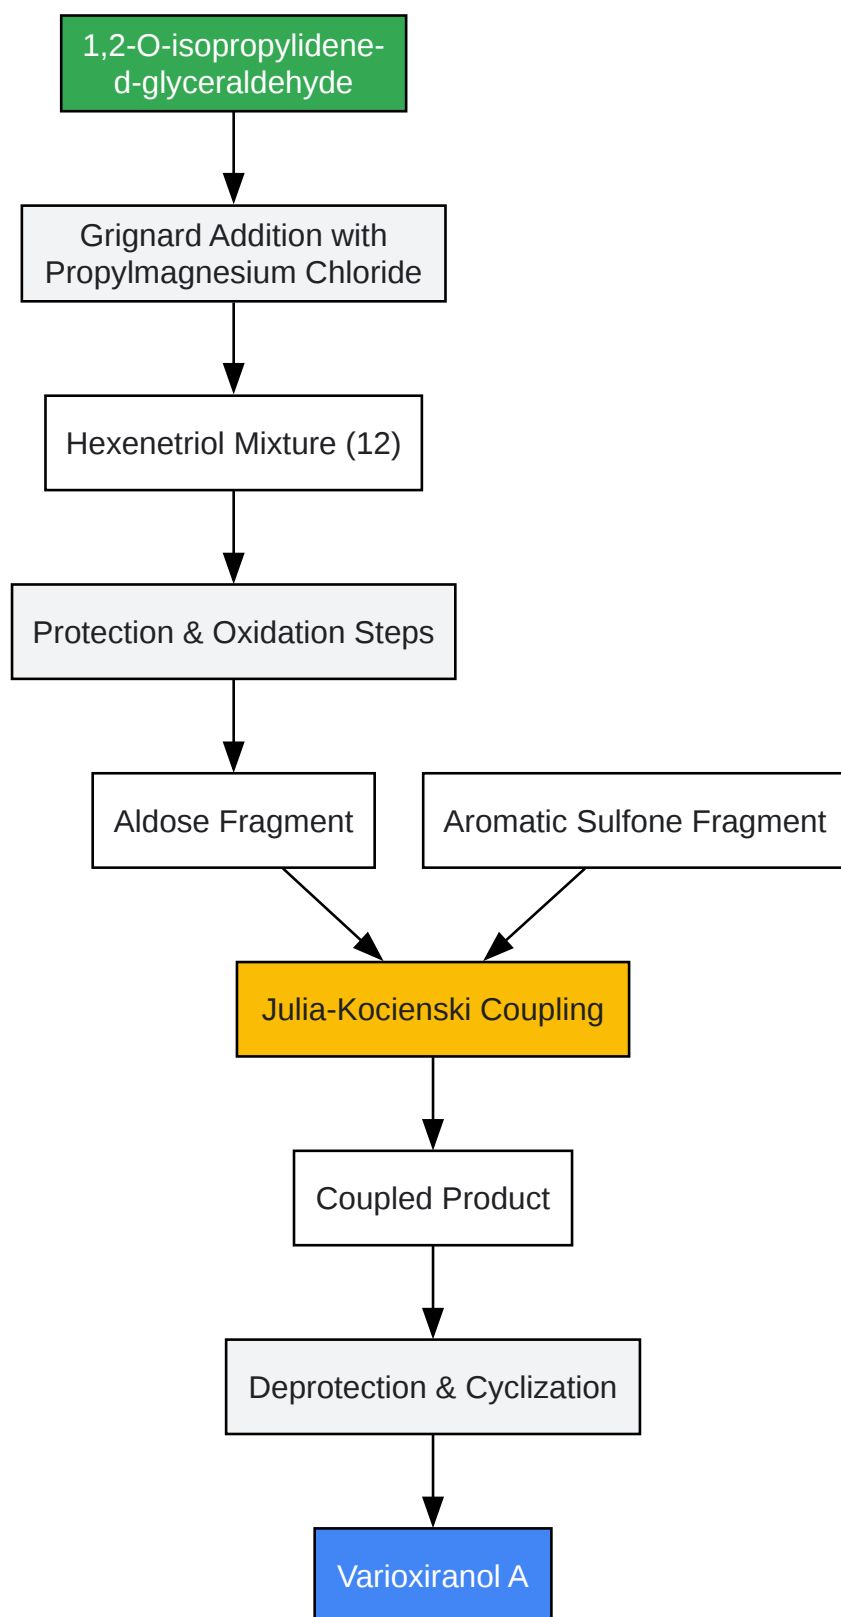 1,2-O-isopropylidene-
d-glyceraldehyde
Grignard Addition with
Propylmagnesium Chloride
Hexenetriol Mixture (12)
Protection & Oxidation Steps
Aldose Fragment
Aromatic Sulfone Fragment
Julia-Kocienski Coupling
Coupled Product
Deprotection & Cyclization
Varioxiranol A